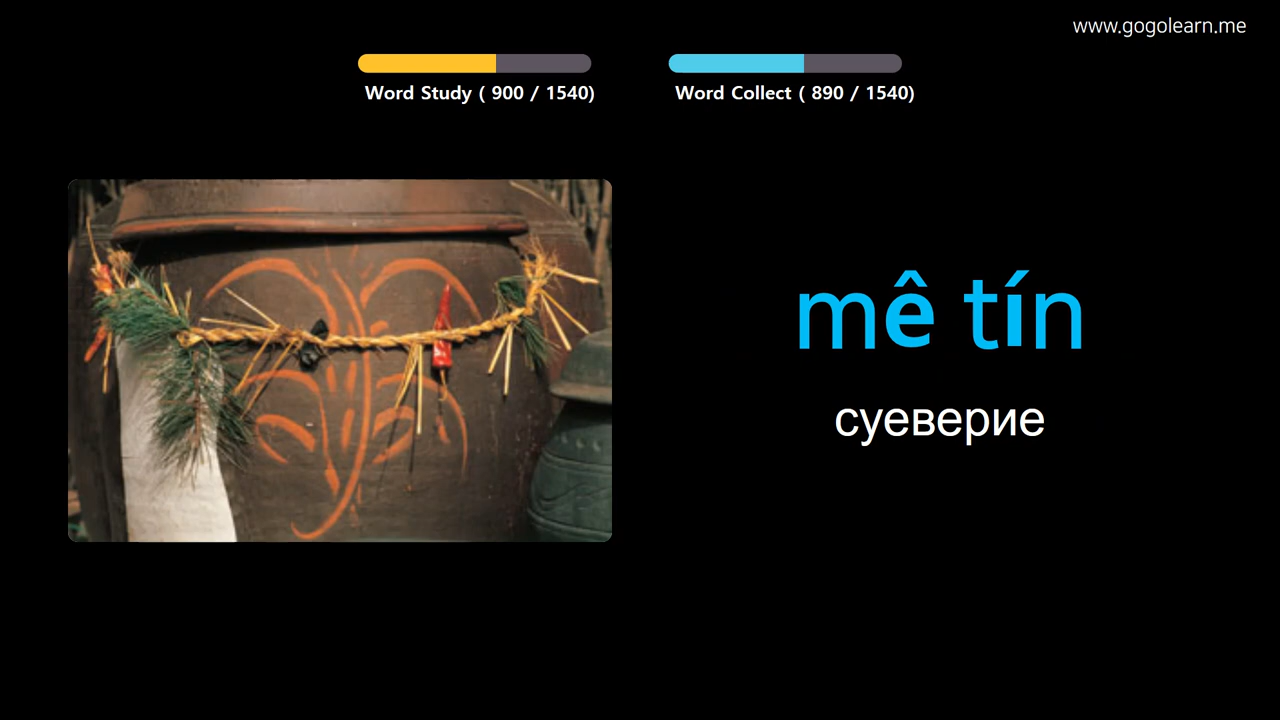 www.gogolearn.me
Word Study ( 900 / 1540)
Word Collect ( 890 / 1540)
mê tín
суеверие